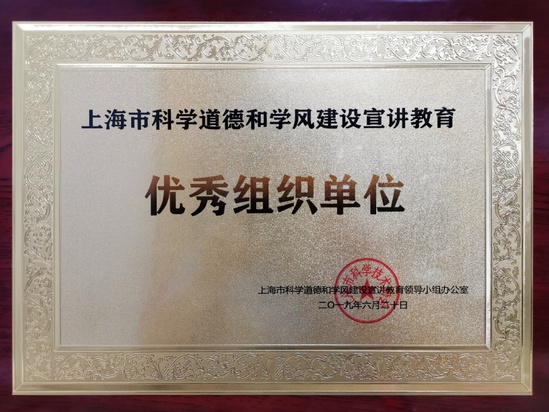 上海市科学道德和学风建设宣讲教育
优秀组织单位
上海市科学道德和学风建设宣讲教育领导小组办公室
二〇一九年六月二十日